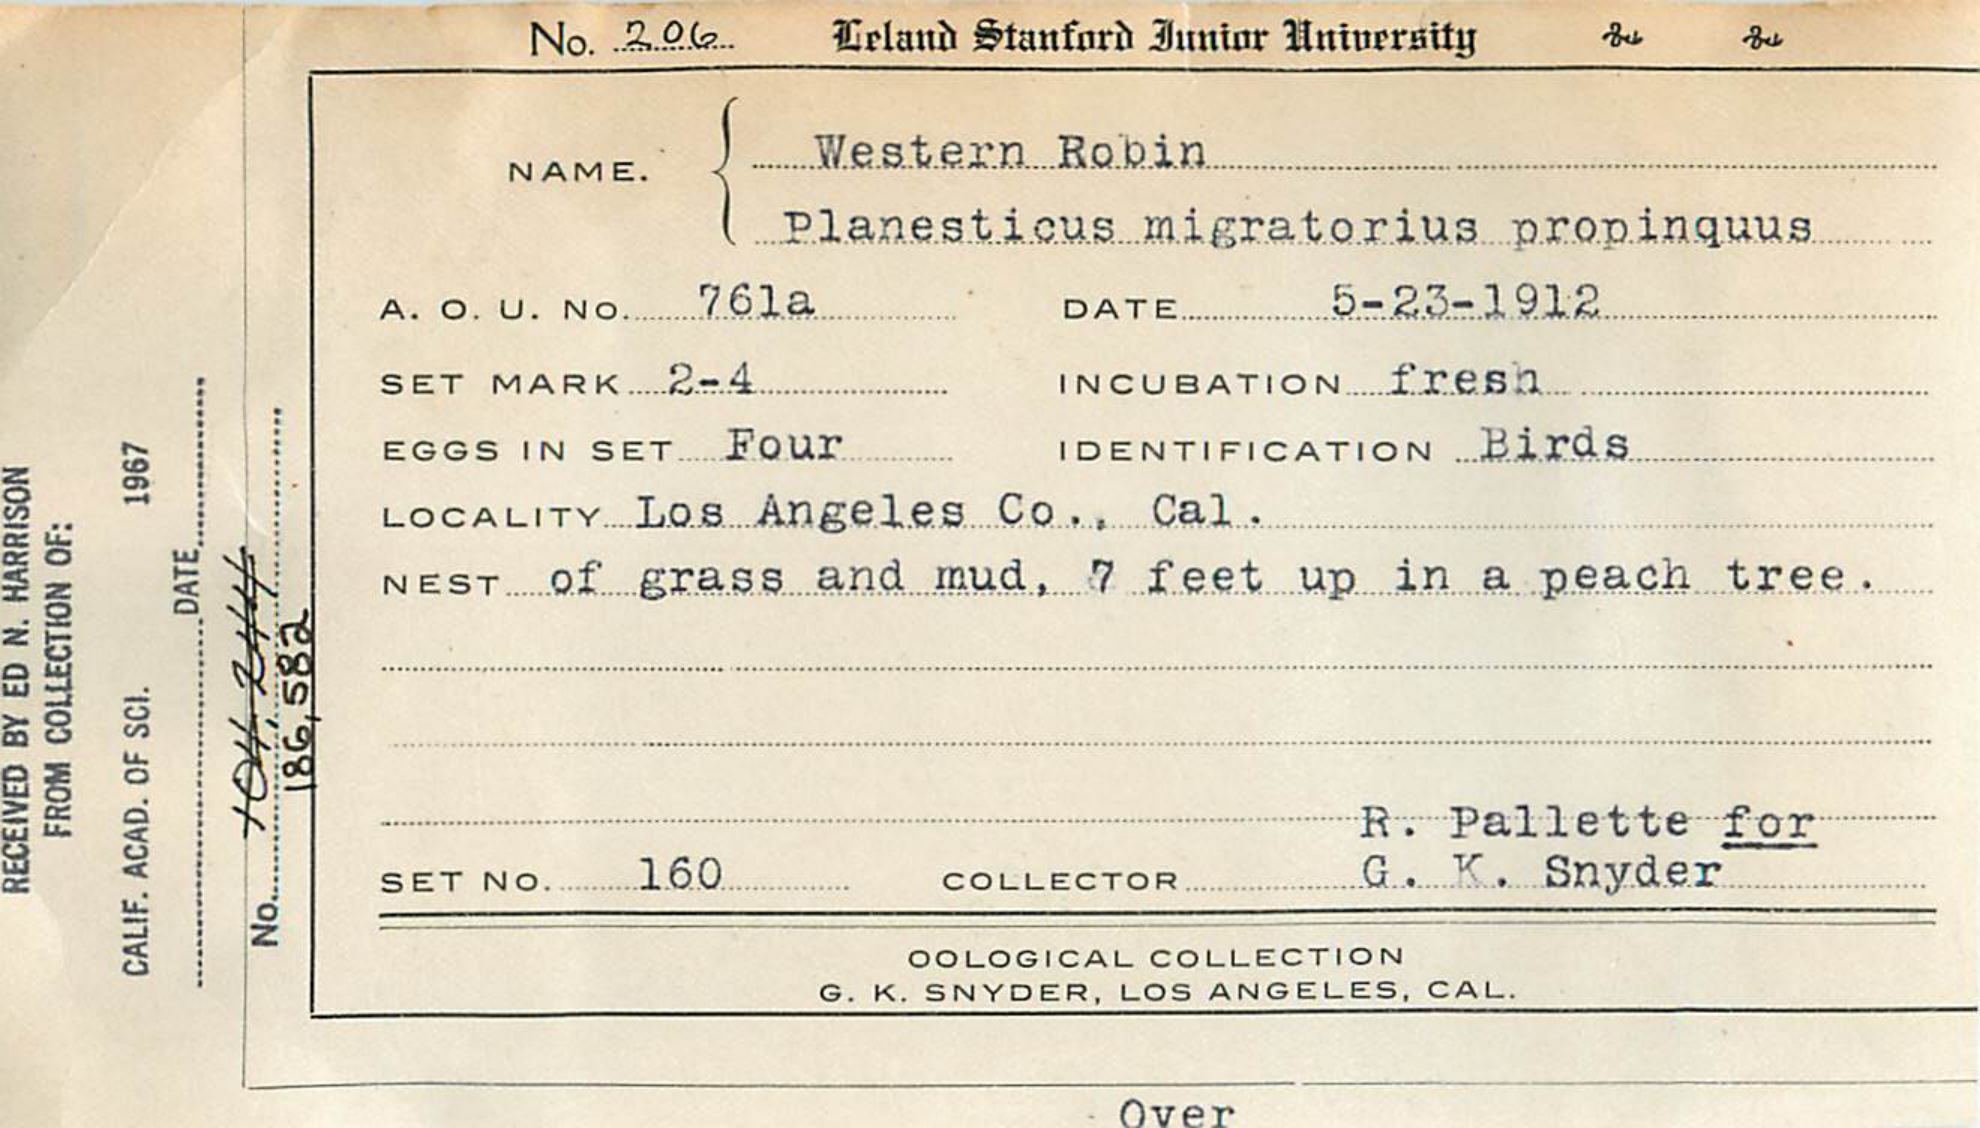 No. 206 Leland Stanford Junior University
NAME. Western Robin
Planesticus migratorius propinquus
A. O. U. No. 761a DATE 5-23-1912
SET MARK 2-4 INCUBATION fresh
EGGS IN SET Four IDENTIFICATION Birds
LOCALITY Los Angeles Co., Cal.
NEST of grass and mud, 7 feet up in a peach tree.
R. Pallette for
SET NO. 160 COLLECTOR G. K. Snyder
OOLOGICAL COLLECTION
G. K. SNYDER, LOS ANGELES, CAL.
Over
RECEIVED BY ED N. HARRISON
FROM COLLECTION OF:
CALIF. ACAD. OF SCI. 1967
DATE
No. 104,244
186,582